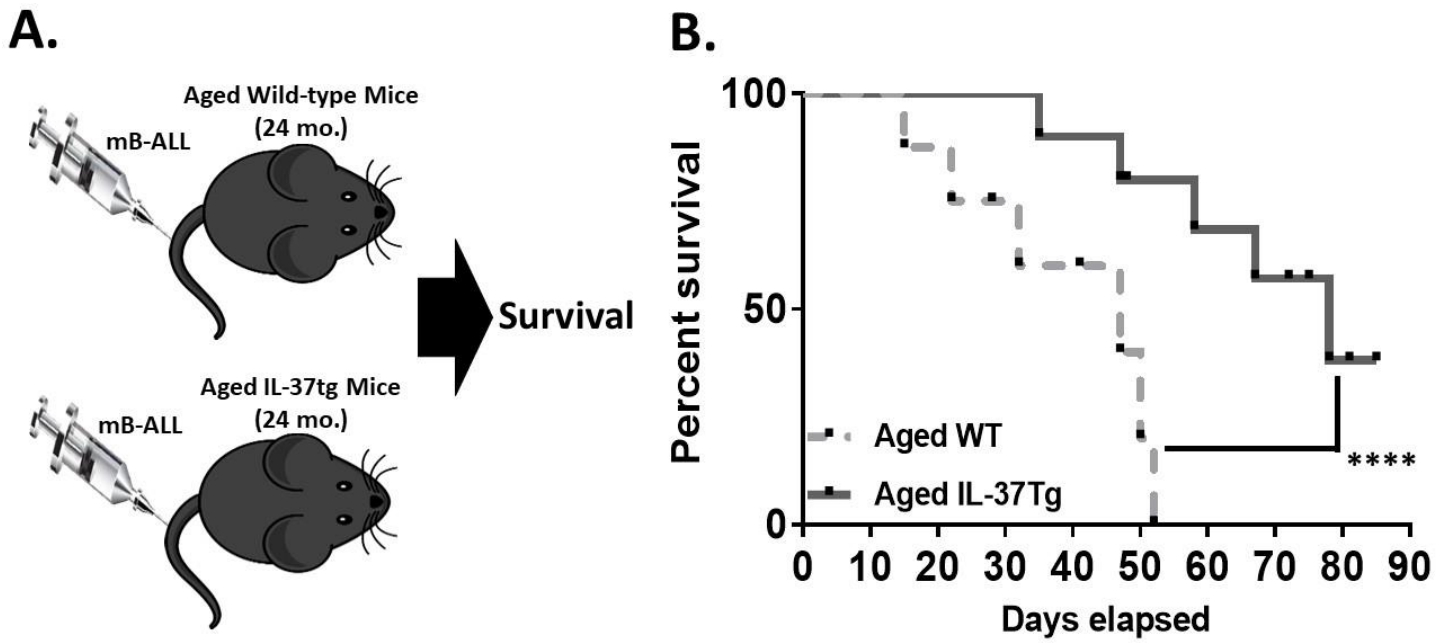 A.
Aged Wild-type Mice
(24 mo.)
mB-ALL
Survival
Aged IL-37tg Mice
(24 mo.)
mB-ALL
B.
Percent survival
100
50
0
Aged WT
Aged IL-37Tg
****
0 10 20 30 40 50 60 70 80 90
Days elapsed